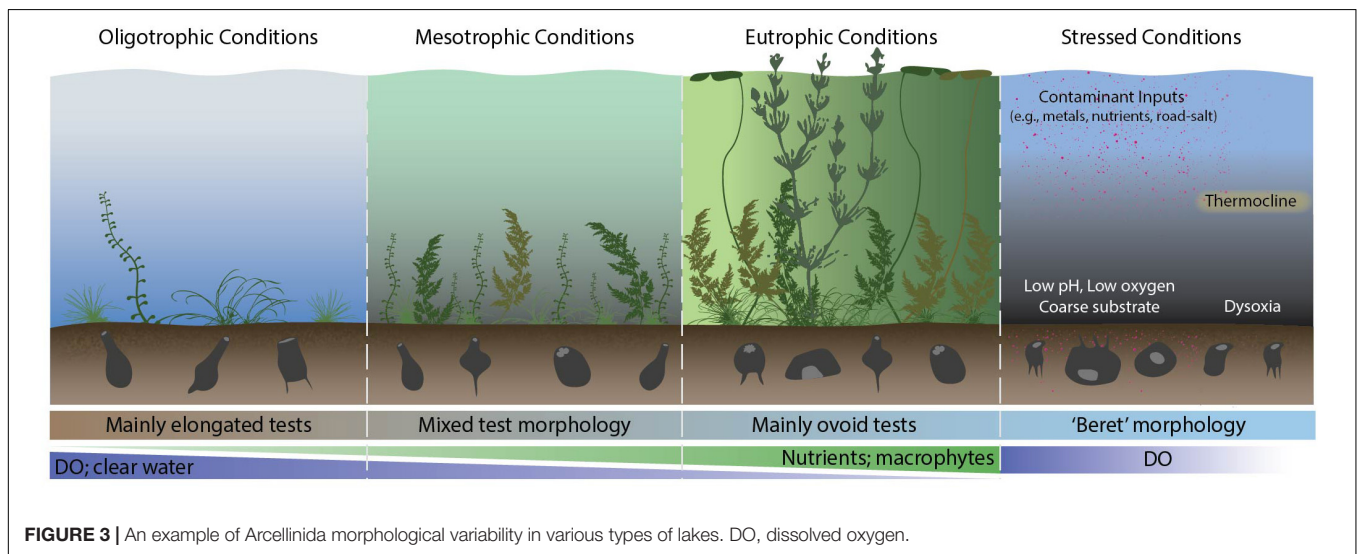 Oligotrophic Conditions
Mesotrophic Conditions
Eutrophic Conditions
Stressed Conditions
Contaminant Inputs
(e.g., metals, nutrients, road-salt)
Thermocline
Low pH, Low oxygen
Coarse substrate
Dysoxia
Mainly elongated tests
Mixed test morphology
Mainly ovoid tests
'Beret' morphology
DO; clear water
Nutrients; macrophytes
DO
FIGURE 3 | An example of Arcellinida morphological variability in various types of lakes. DO, dissolved oxygen.